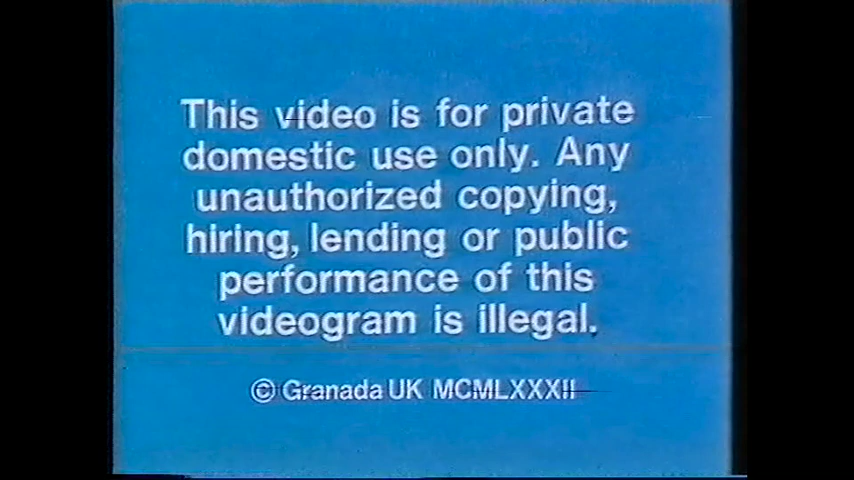 This video is for private
domestic use only. Any
unauthorized copying,
hiring, lending or public
performance of this
videogram is illegal.
© Granada UK MCMLXXXII